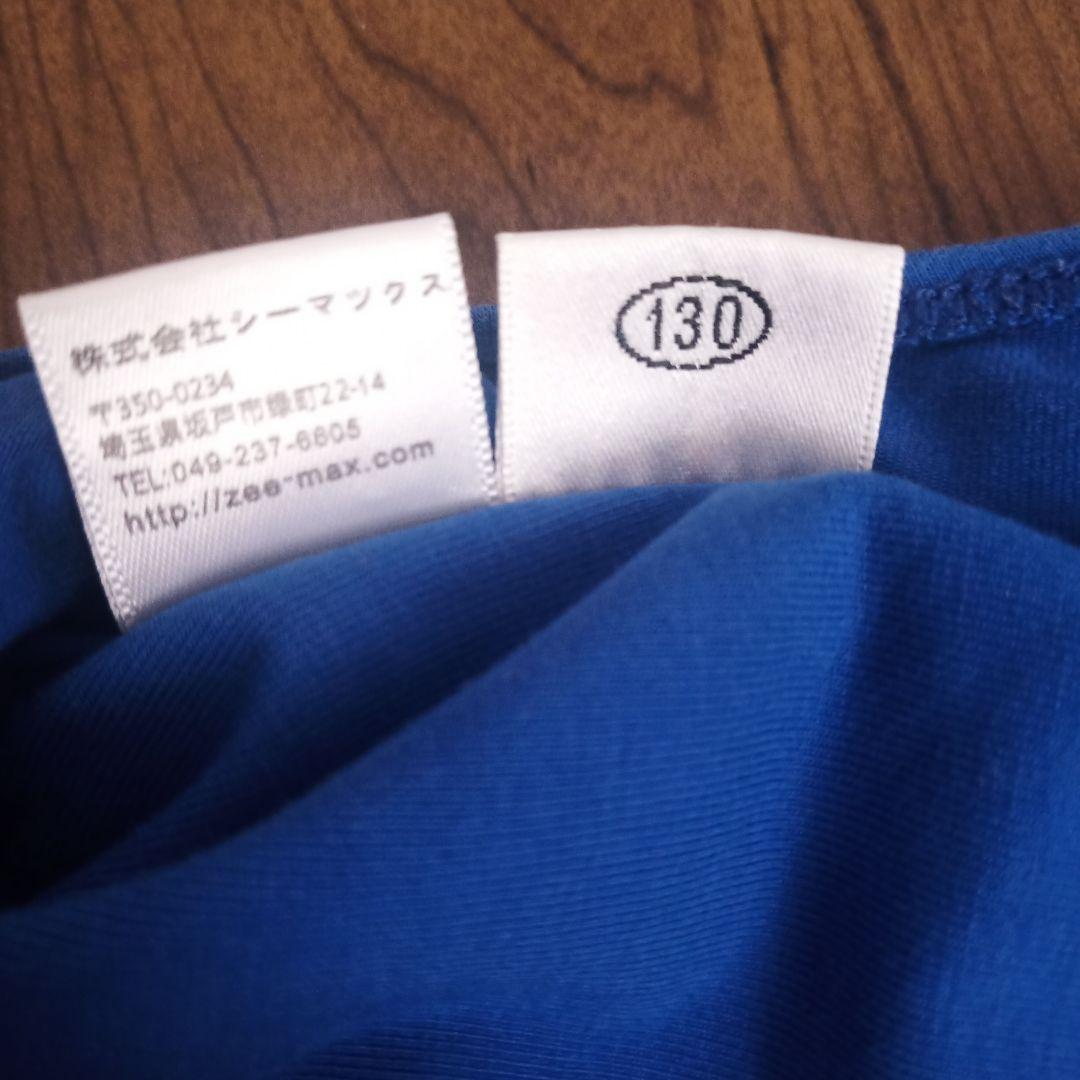 株式会社シーマックス
〒350-0234
埼玉県坂戸市緑町22-14
TEL:049-237-6605
http://zee-max.com
130